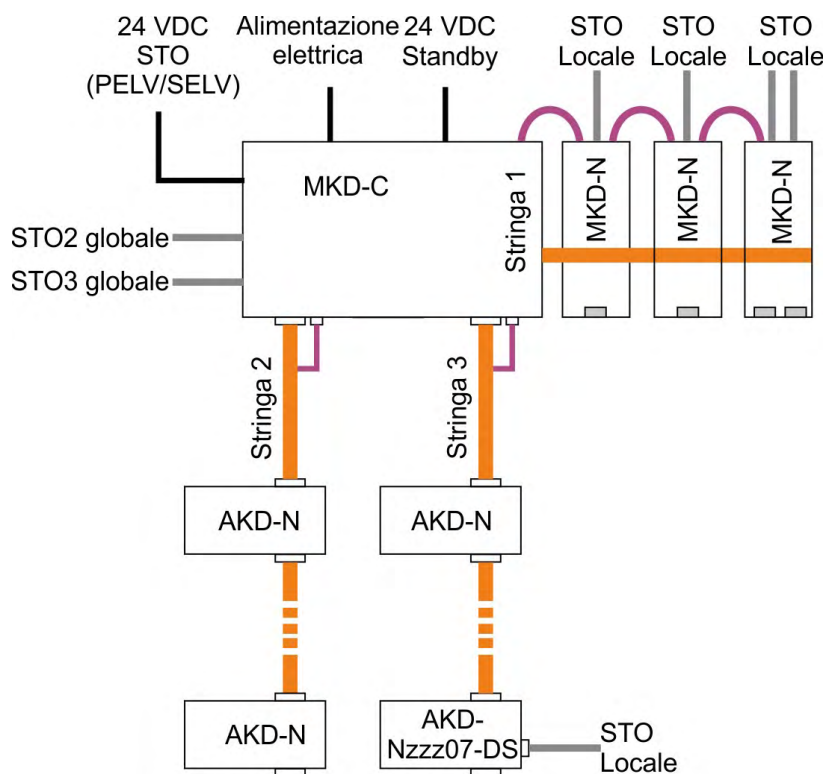 24 VDC
STO
(PELV/SELV)
Alimentazione
elettrica
24 VDC
Standby
STO
Locale
STO
Locale
STO
Locale
MKD-C
Stringa 1
MKD-N
MKD-N
MKD-N
STO2 globale
STO3 globale
Stringa 2
Stringa 3
AKD-N
AKD-N
AKD-N
AKD-
Nzzz07-DS
STO
Locale